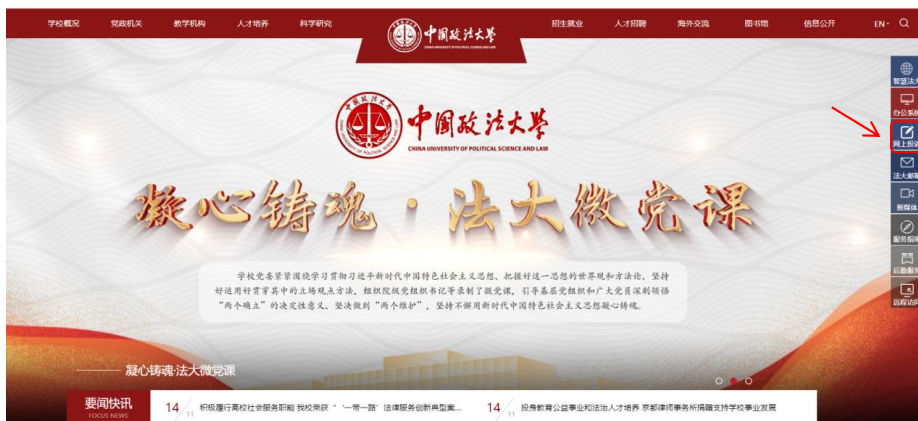 学校概况 党政机关 教学机构 人才培养 科学研究 中国政法大学 招生就业 人才招聘 海外交流 图书馆 信息公开 EN
CHINA UNIVERSITY OF POLITICAL SCIENCE AND LAW
智慧法大
办公系统
网上投诉
法大邮箱
新媒体
服务指南
后勤服务
远程访问
中国政法大学
CHINA UNIVERSITY OF POLITICAL SCIENCE AND LAW
凝心铸魂·法大微党课
学校党委紧紧围绕学习贯彻习近平新时代中国特色社会主义思想、把握好这一思想的世界观和方法论、坚持
好运用好贯穿其中的立场观点方法,组织院级党组织书记等录制了微党课,引导基层党组织和广大党员深刻领悟
“两个确立”的决定性意义、坚决做到“两个维护”,坚持不懈用新时代中国特色社会主义思想凝心铸魂。
凝心铸魂·法大微党课
要闻快讯
FOCUS NEWS
14/11 积极履行高校社会服务职能 我校荣获“‘一带一路’法律服务创新典型案...
14/11 投身教育公益事业和法治人才培养 京都律师事务所捐赠支持学校事业发展